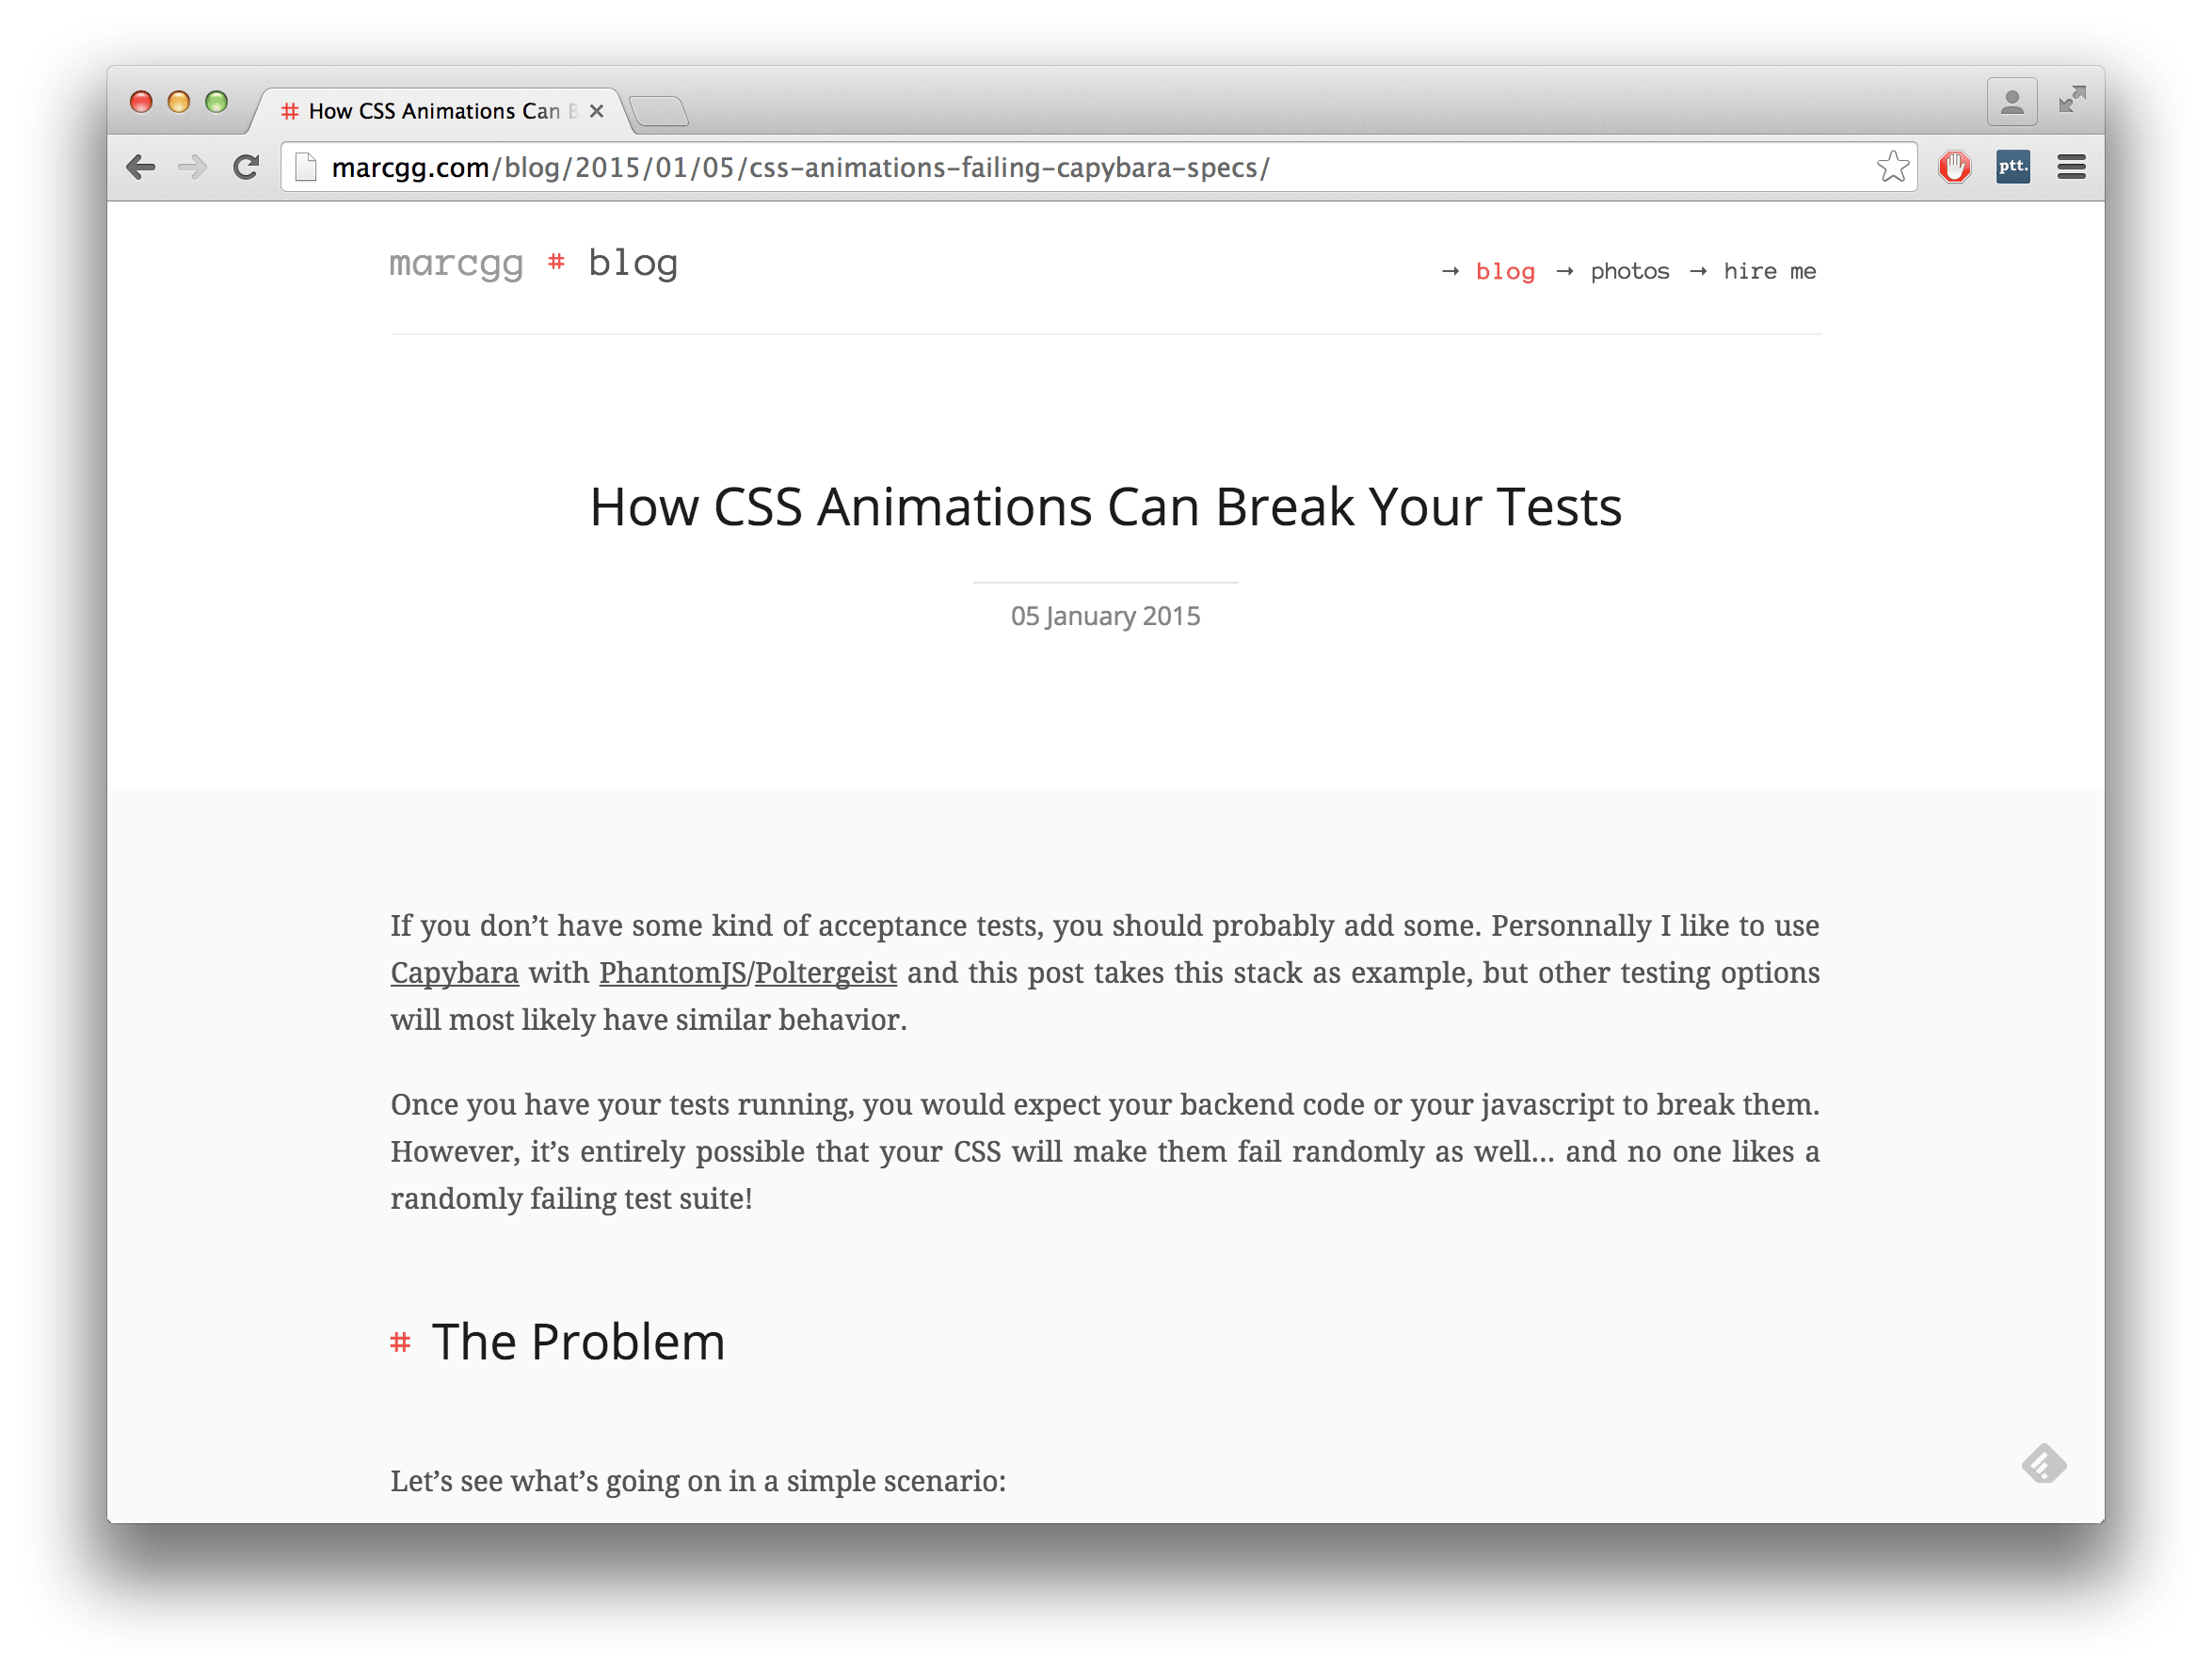 # How CSS Animations Can B
marcgg.com/blog/2015/01/05/css-animations-failing-capybara-specs/
ptt.
marcgg # blog
→ blog → photos → hire me
How CSS Animations Can Break Your Tests
05 January 2015
If you don’t have some kind of acceptance tests, you should probably add some. Personnally I like to use
Capybara with PhantomJS/Poltergeist and this post takes this stack as example, but other testing options
will most likely have similar behavior.
Once you have your tests running, you would expect your backend code or your javascript to break them.
However, it’s entirely possible that your CSS will make them fail randomly as well... and no one likes a
randomly failing test suite!
# The Problem
Let’s see what’s going on in a simple scenario: